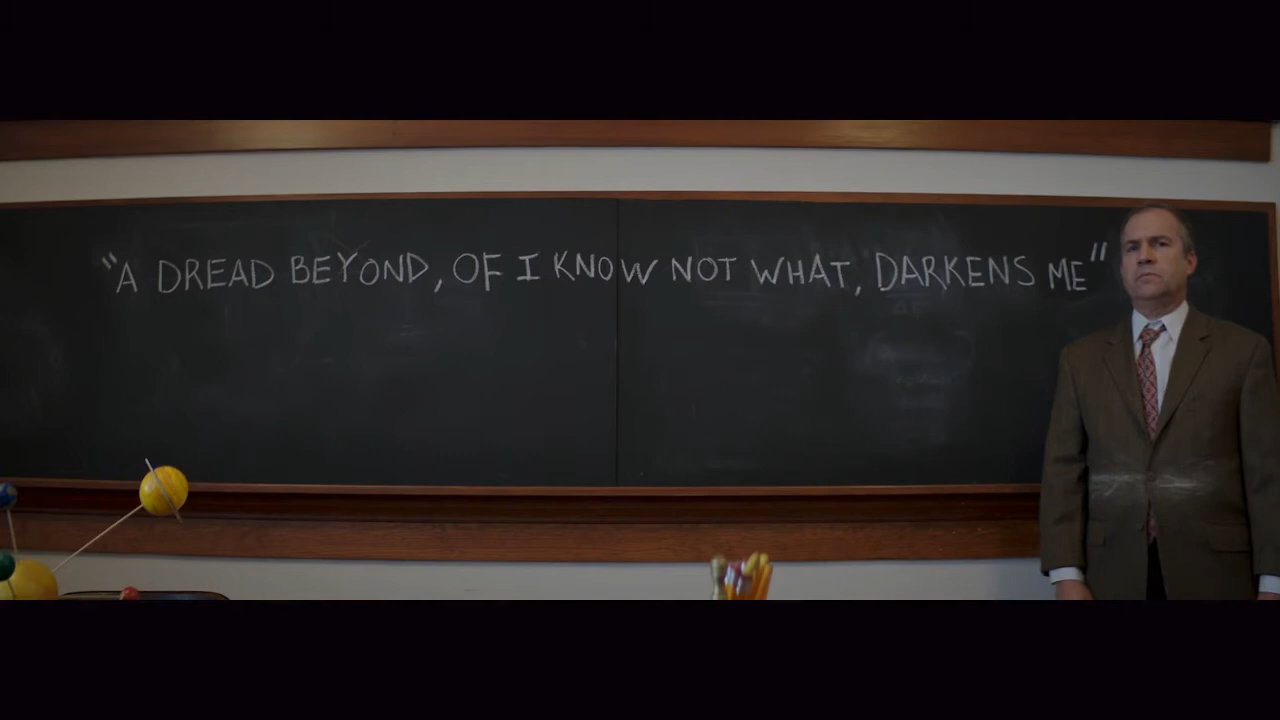 "A DREAD BEYOND, OF I KNOW NOT WHAT, DARKENS ME"